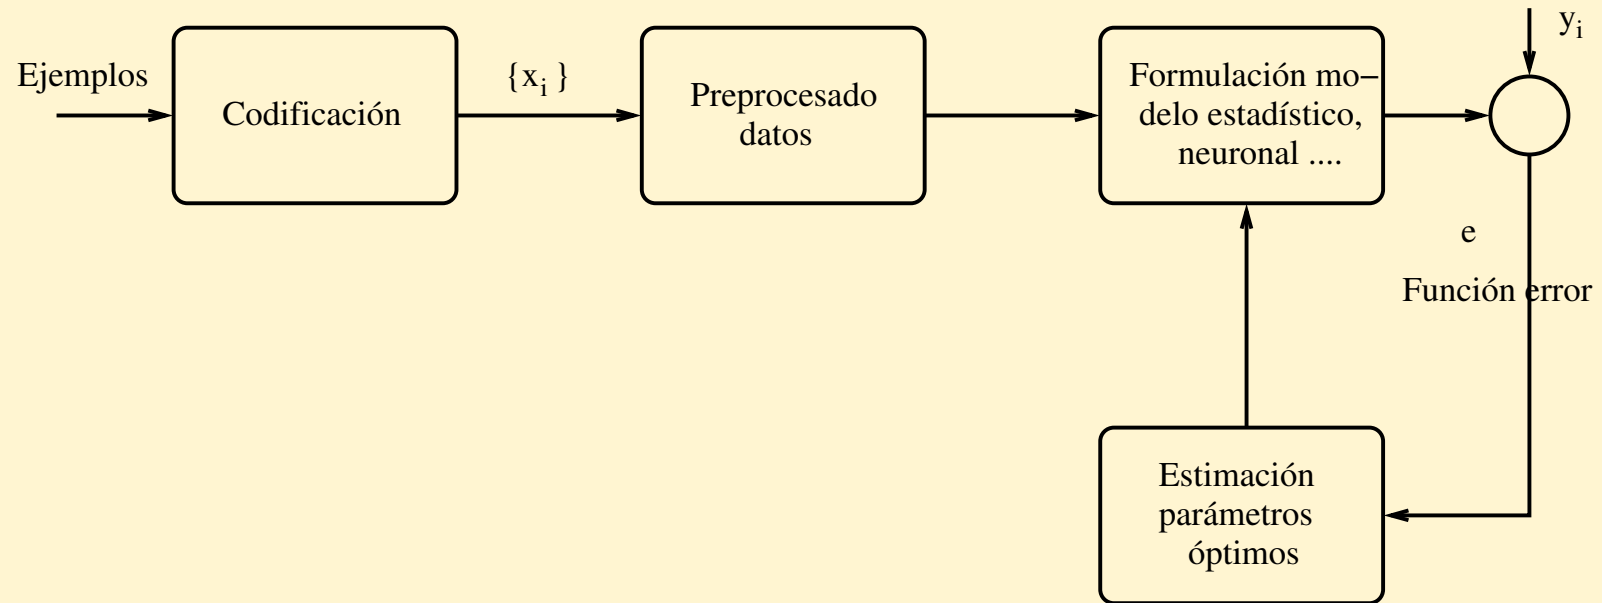 Ejemplos
Codificación
{x_i }
Preprocesado
datos
Formulación mo–
delo estadístico,
neuronal ....
y_i
e
Función error
Estimación
parámetros
óptimos